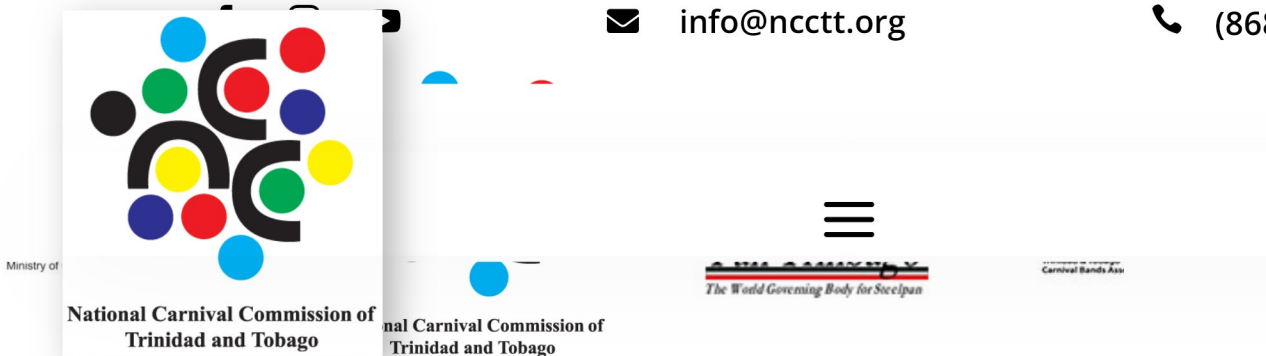 info@ncctt.org
(868
Ministry of
National Carnival Commission of
Trinidad and Tobago
nal Carnival Commission of
Trinidad and Tobago
The World Governing Body for Steelpan
Carnival Bands Ass